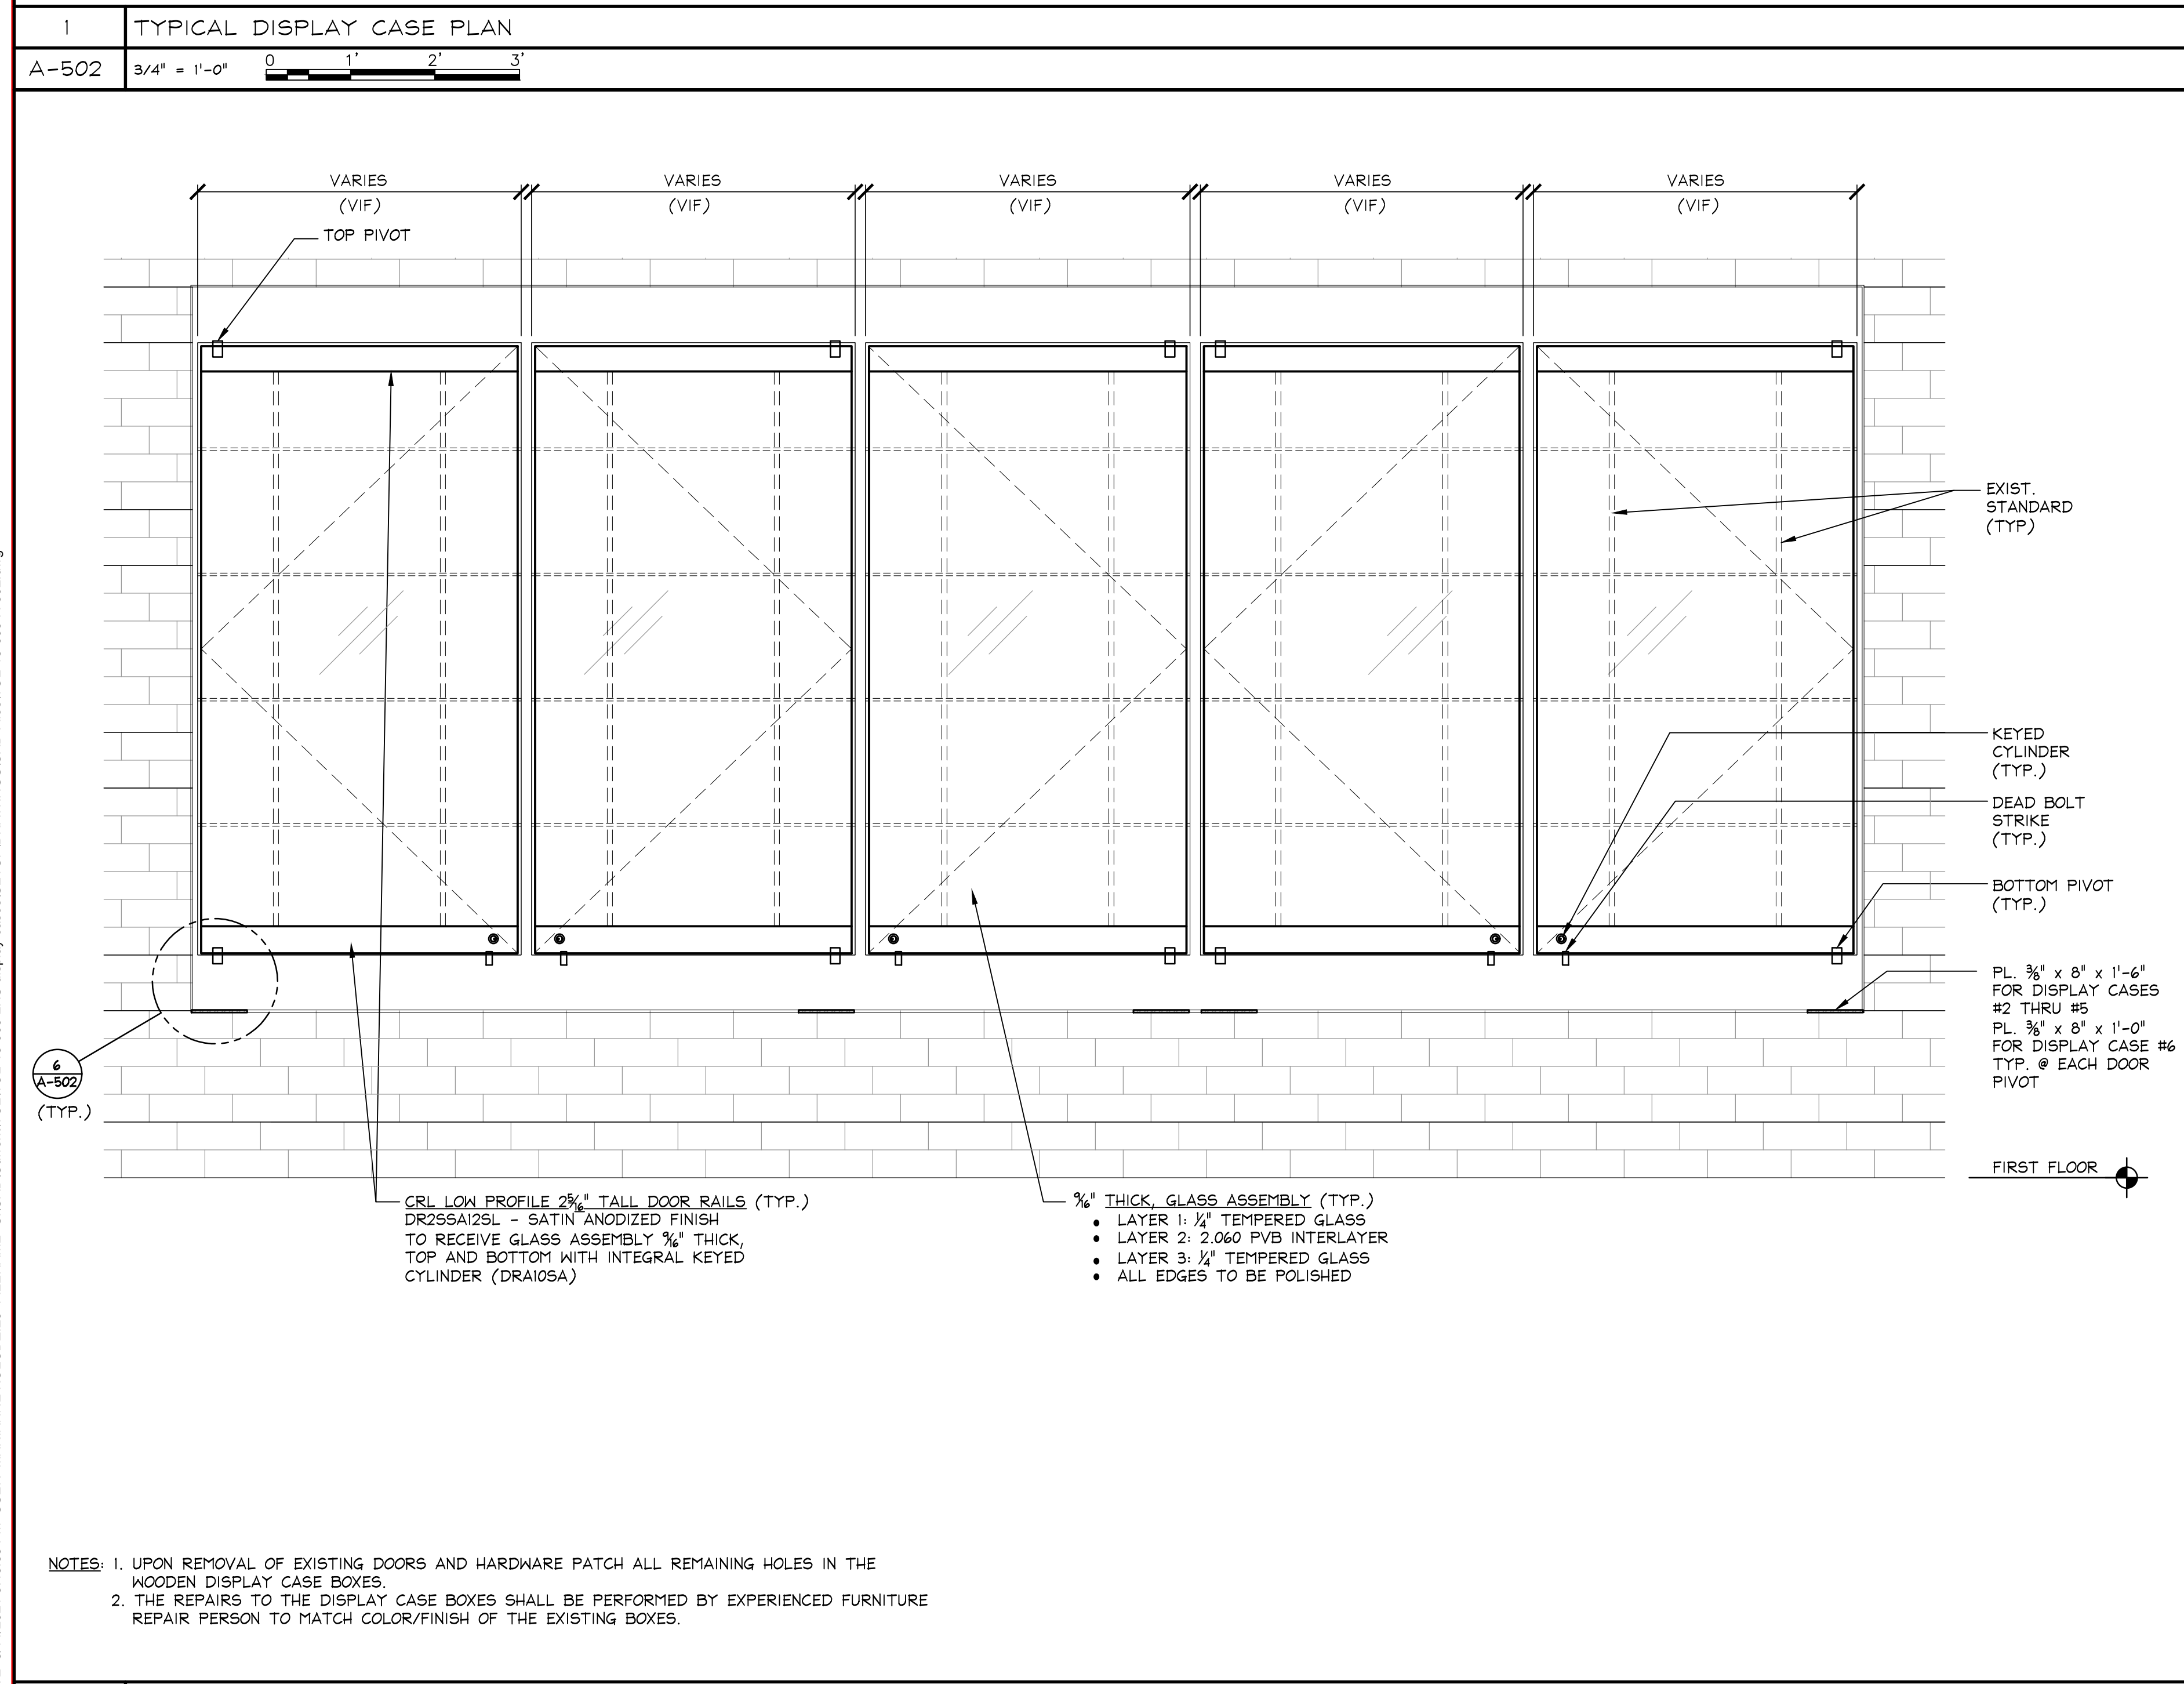 1
TYPICAL DISPLAY CASE PLAN
A-502
3/4" = 1'-0"
0 1' 2' 3'
VARIES
(VIF)
VARIES
(VIF)
VARIES
(VIF)
VARIES
(VIF)
VARIES
(VIF)
TOP PIVOT
EXIST.
STANDARD
(TYP)
KEYED
CYLINDER
(TYP.)
DEAD BOLT
STRIKE
(TYP.)
BOTTOM PIVOT
(TYP.)
PL. ⅜" x 8" x 1'-6"
FOR DISPLAY CASES
#2 THRU #5
PL. ⅜" x 8" x 1'-0"
FOR DISPLAY CASE #6
TYP. @ EACH DOOR
PIVOT
6
A-502
(TYP.)
FIRST FLOOR
CRL LOW PROFILE 2 5/16" TALL DOOR RAILS (TYP.)
DR2SSA12SL - SATIN ANODIZED FINISH
TO RECEIVE GLASS ASSEMBLY 9/16" THICK,
TOP AND BOTTOM WITH INTEGRAL KEYED
CYLINDER (DRA10SA)
9/16" THICK, GLASS ASSEMBLY (TYP.)
• LAYER 1: ¼" TEMPERED GLASS
• LAYER 2: 2.060 PVB INTERLAYER
• LAYER 3: ¼" TEMPERED GLASS
• ALL EDGES TO BE POLISHED
NOTES: 1. UPON REMOVAL OF EXISTING DOORS AND HARDWARE PATCH ALL REMAINING HOLES IN THE
WOODEN DISPLAY CASE BOXES.
2. THE REPAIRS TO THE DISPLAY CASE BOXES SHALL BE PERFORMED BY EXPERIENCED FURNITURE
REPAIR PERSON TO MATCH COLOR/FINISH OF THE EXISTING BOXES.